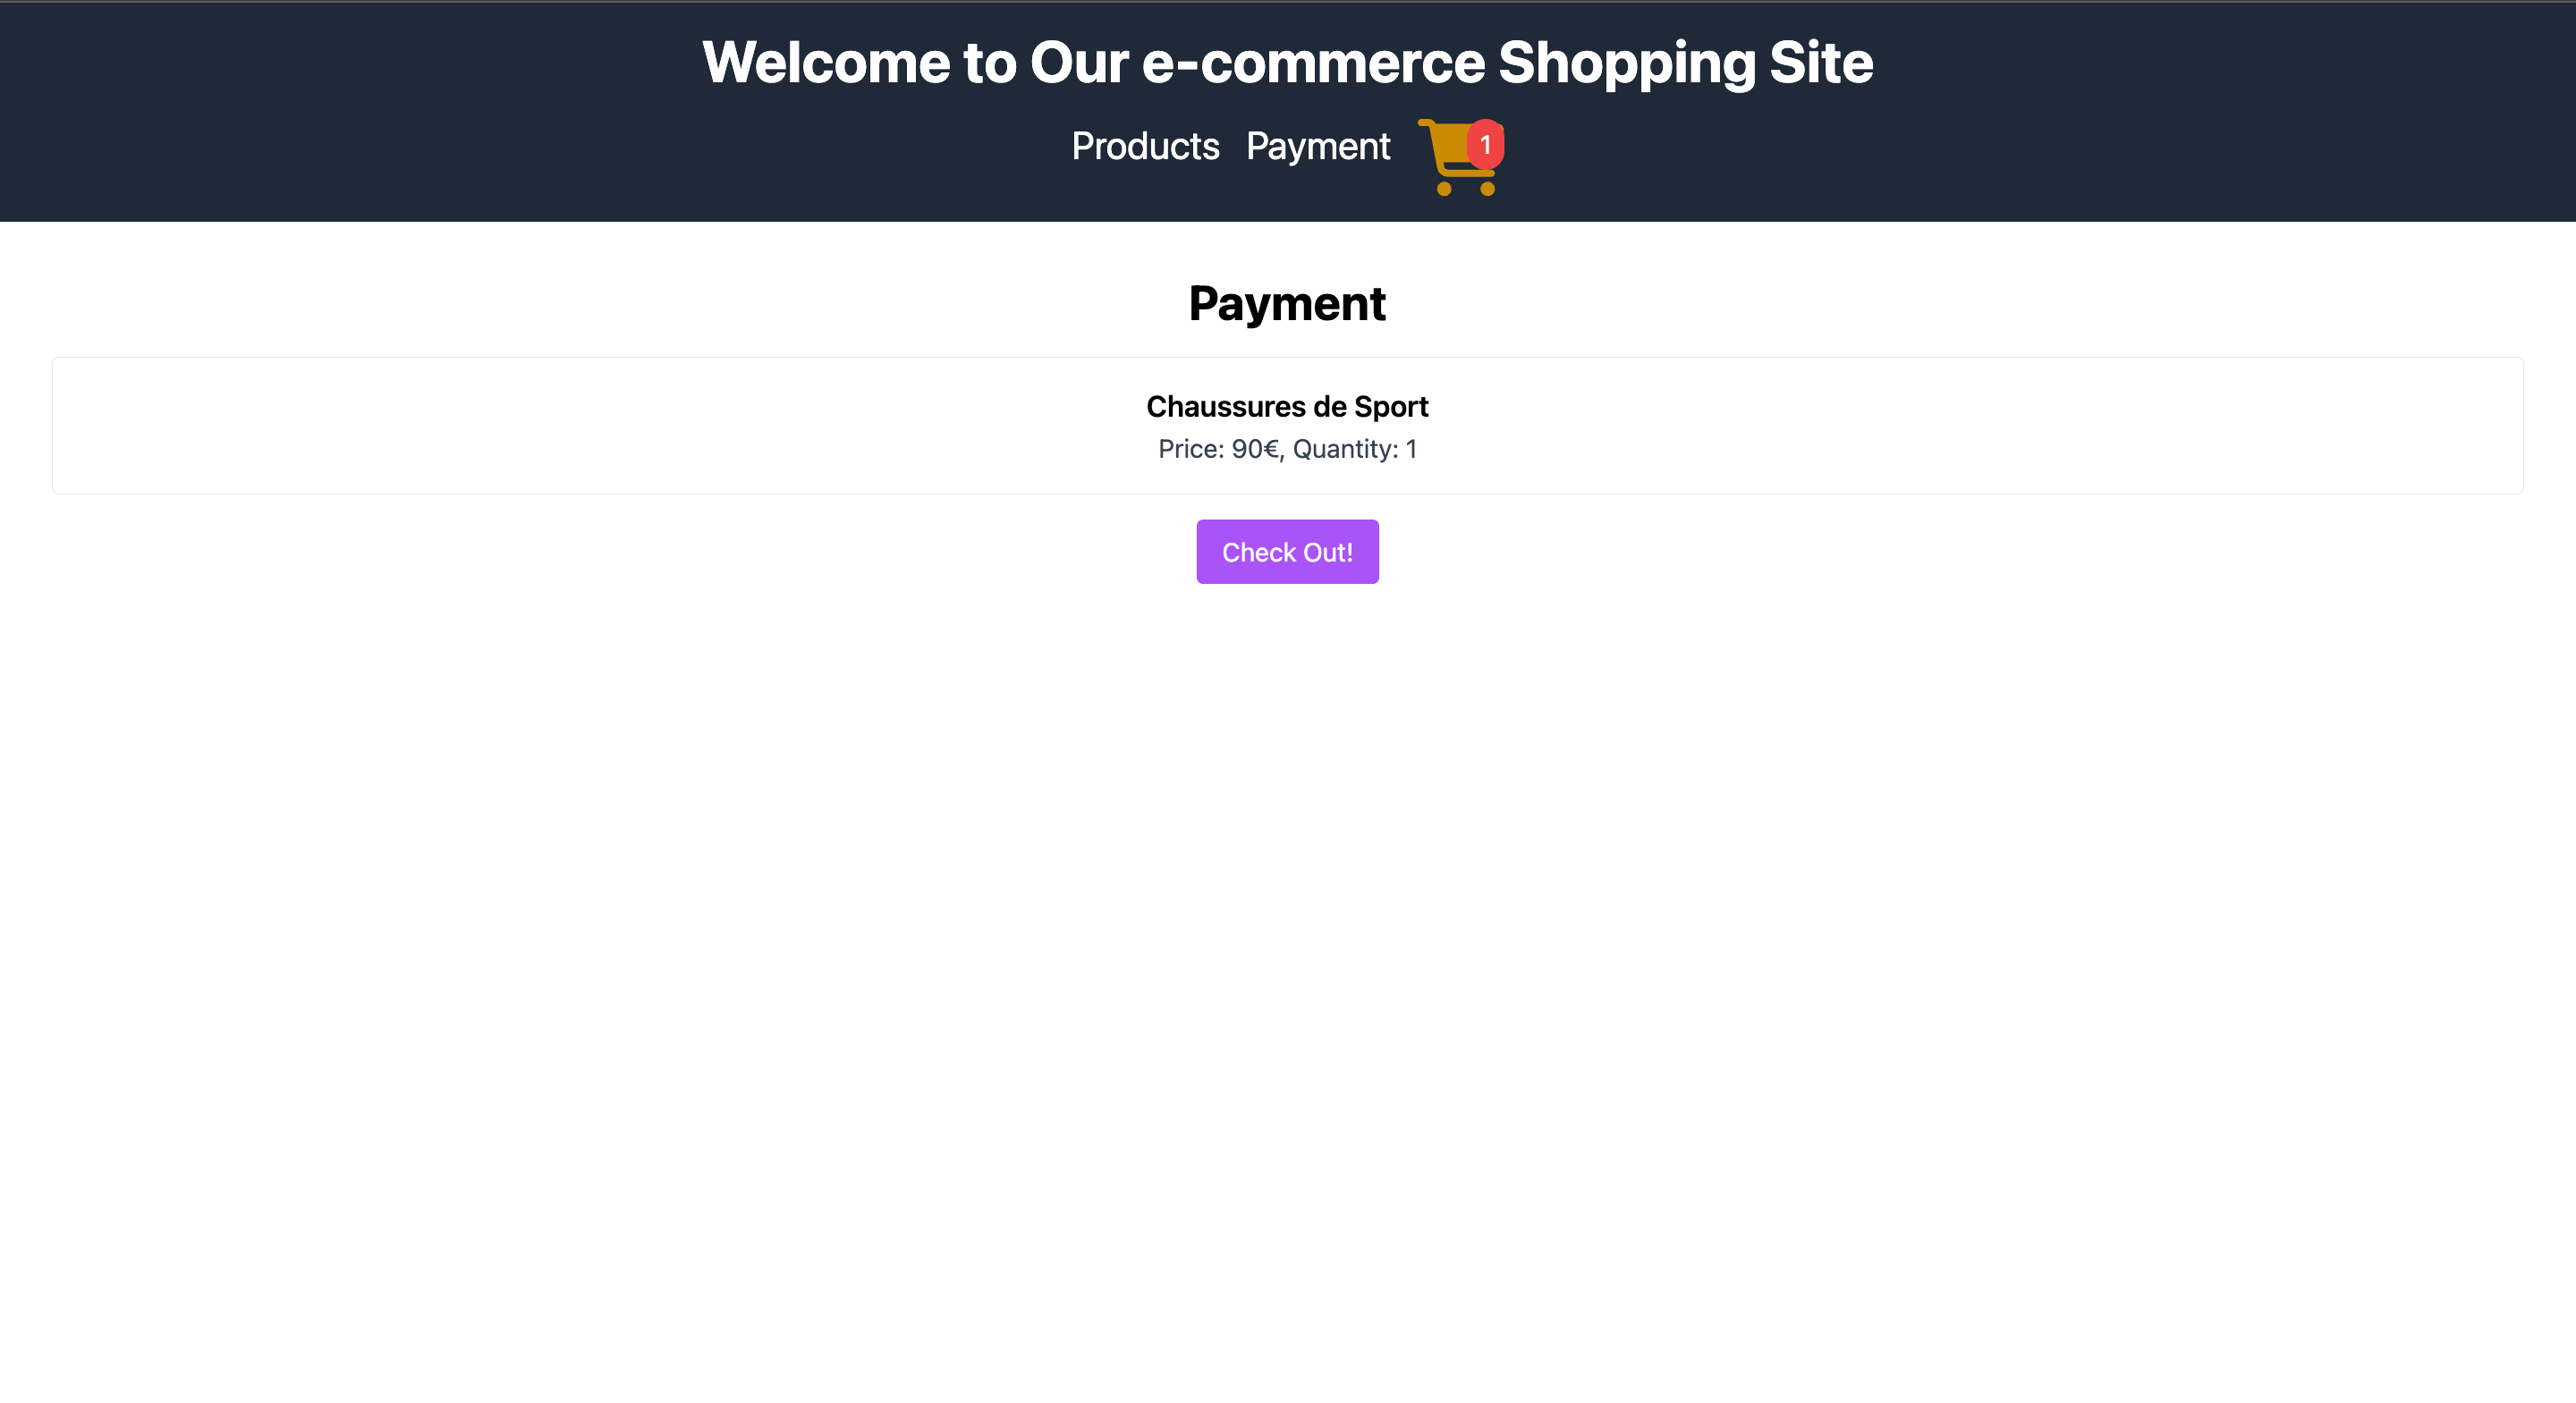 Welcome to Our e-commerce Shopping Site
Products Payment 1
Payment
Chaussures de Sport
Price: 90€, Quantity: 1
Check Out!